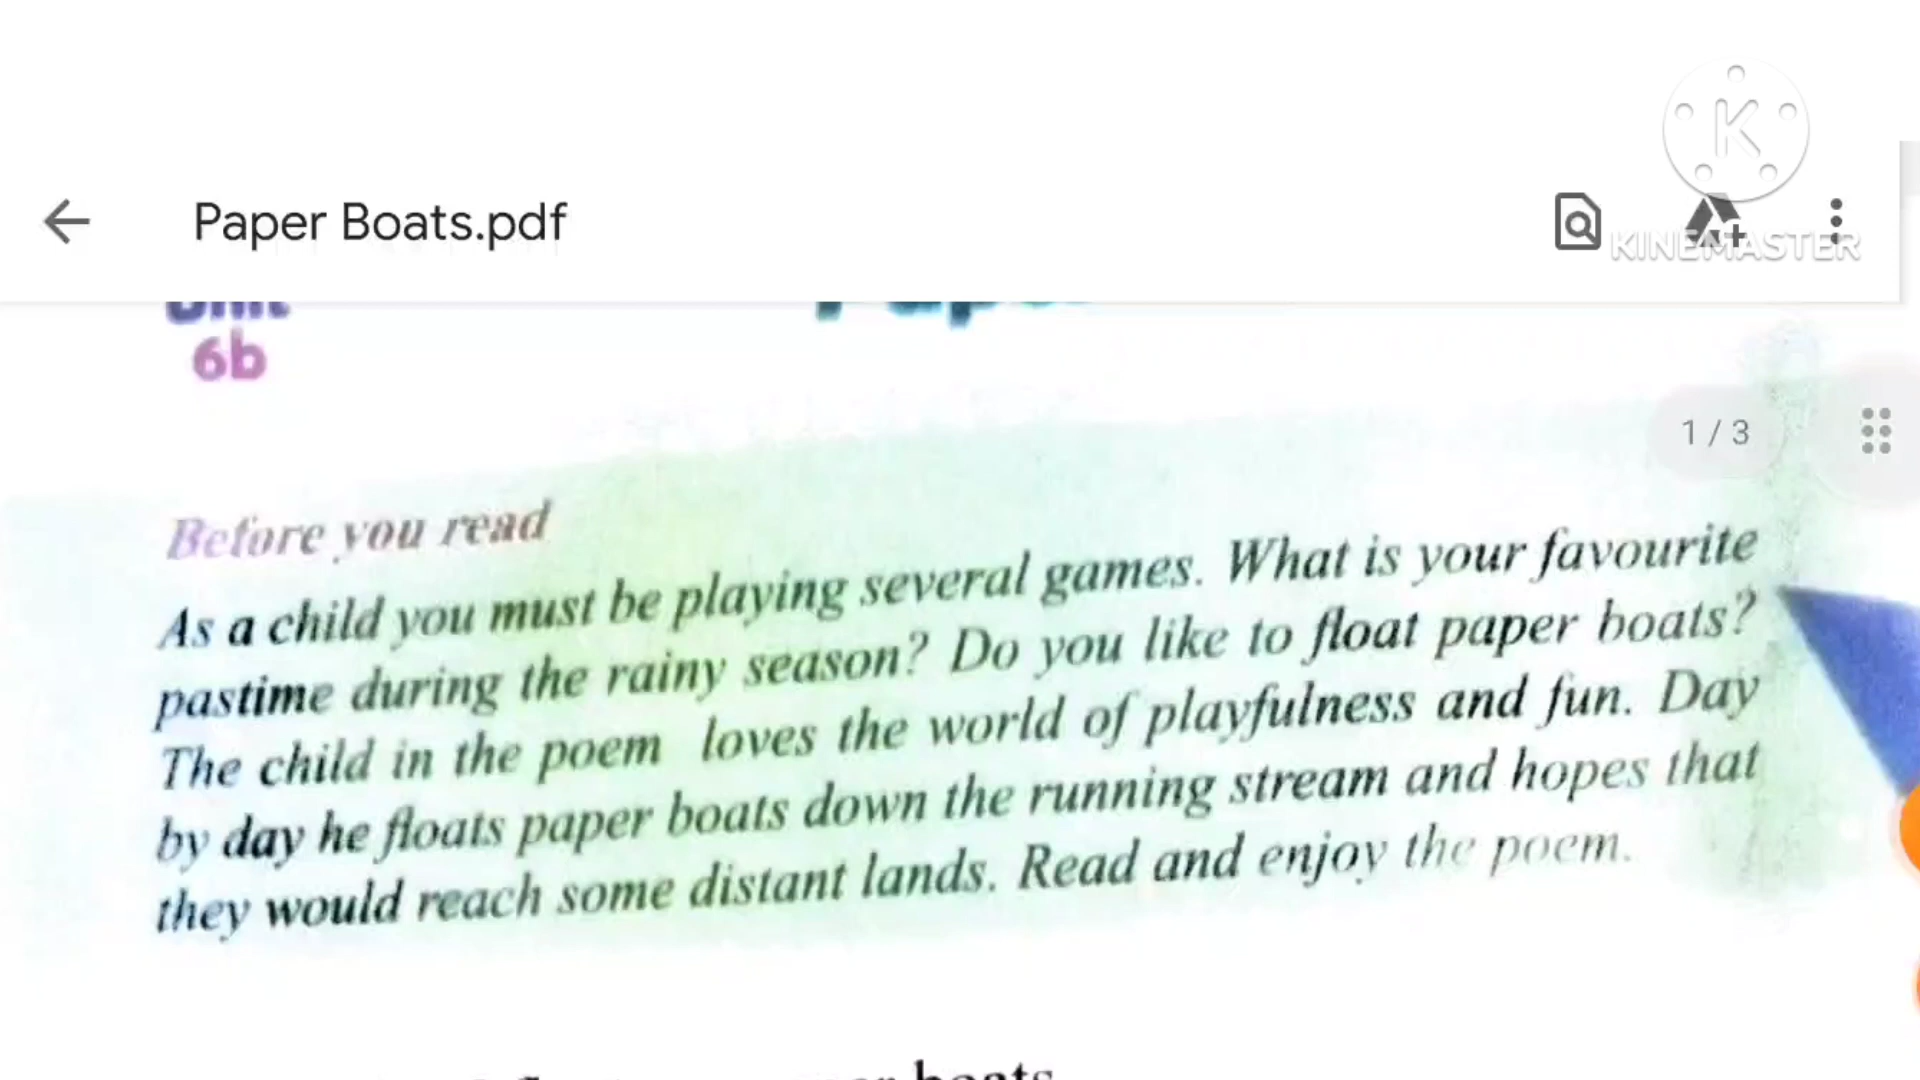 K
Paper Boats.pdf
KINEMASTER
Unit
6b
1 / 3
Before you read
As a child you must be playing several games. What is your favourite
pastime during the rainy season? Do you like to float paper boats?
The child in the poem loves the world of playfulness and fun. Day
by day he floats paper boats down the running stream and hopes that
they would reach some distant lands. Read and enjoy the poem.
boats